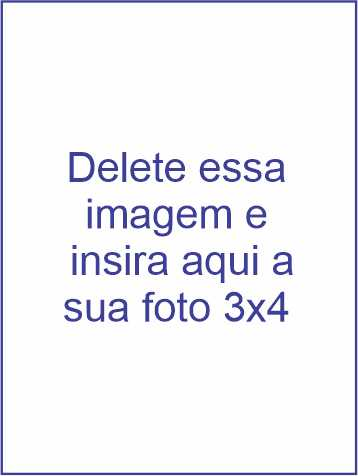 Delete essa
imagem e
insira aqui a
sua foto 3x4